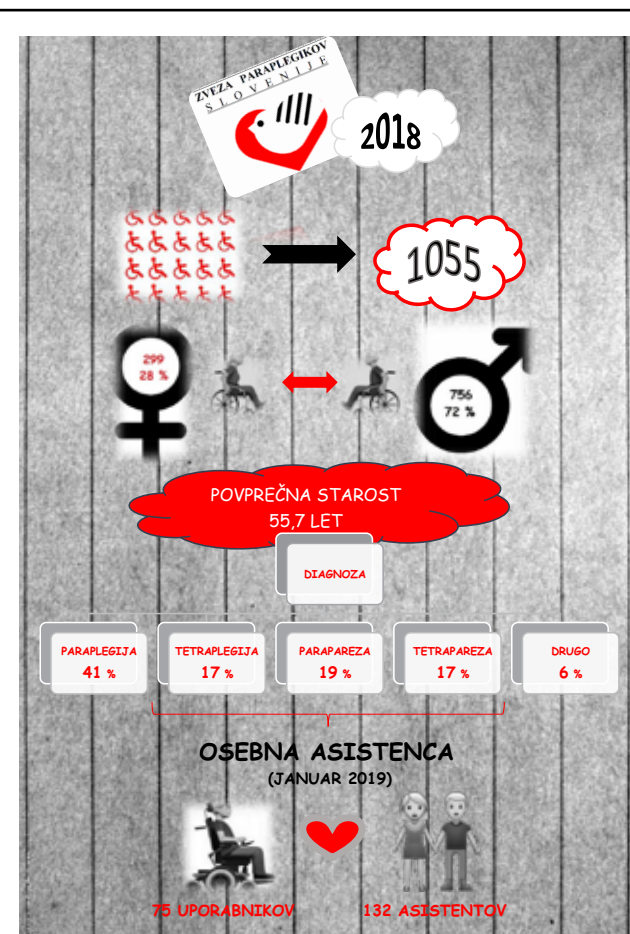 ZVEZA PARAPLEGIKOV
SLOVENIJE
2018
1055
299
28 %
756
72 %
POVPREČNA STAROST
55,7 LET
DIAGNOZA
PARAPLEGIJA
41 %
TETRAPLEGIJA
17 %
PARAPAREZA
19 %
TETRAPAREZA
17 %
DRUGO
6 %
OSEBNA ASISTENCA
(JANUAR 2019)
75 UPORABNIKOV
132 ASISTENTOV